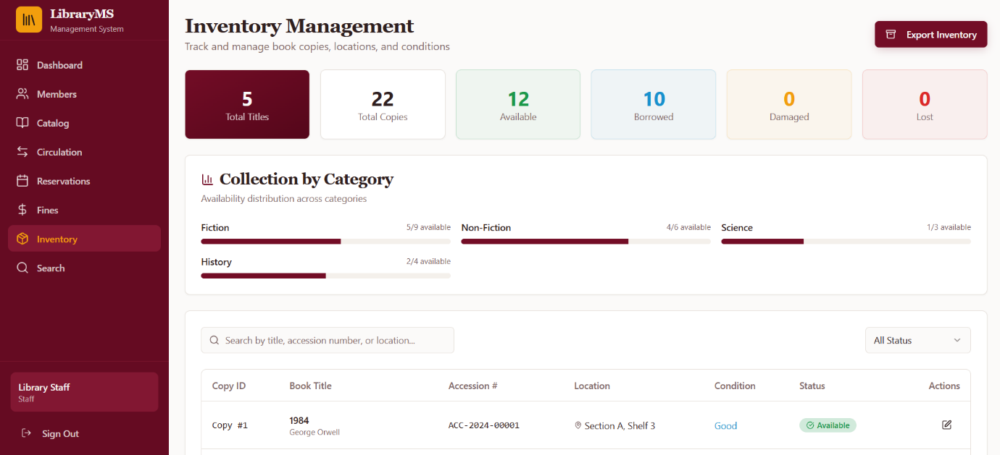 LibraryMS
Management System
Dashboard
Members
Catalog
Circulation
Reservations
Fines
Inventory
Search
Library Staff
Staff
Sign Out
Inventory Management
Track and manage book copies, locations, and conditions
Export Inventory
5
Total Titles
22
Total Copies
12
Available
10
Borrowed
0
Damaged
0
Lost
Collection by Category
Availability distribution across categories
Fiction 5/9 available
Non-Fiction 4/6 available
Science 1/3 available
History 2/4 available
Search by title, accession number, or location...
All Status
Copy ID Book Title Accession # Location Condition Status Actions
Copy #1 1984 ACC-2024-00001 Section A, Shelf 3 Good Available
George Orwell